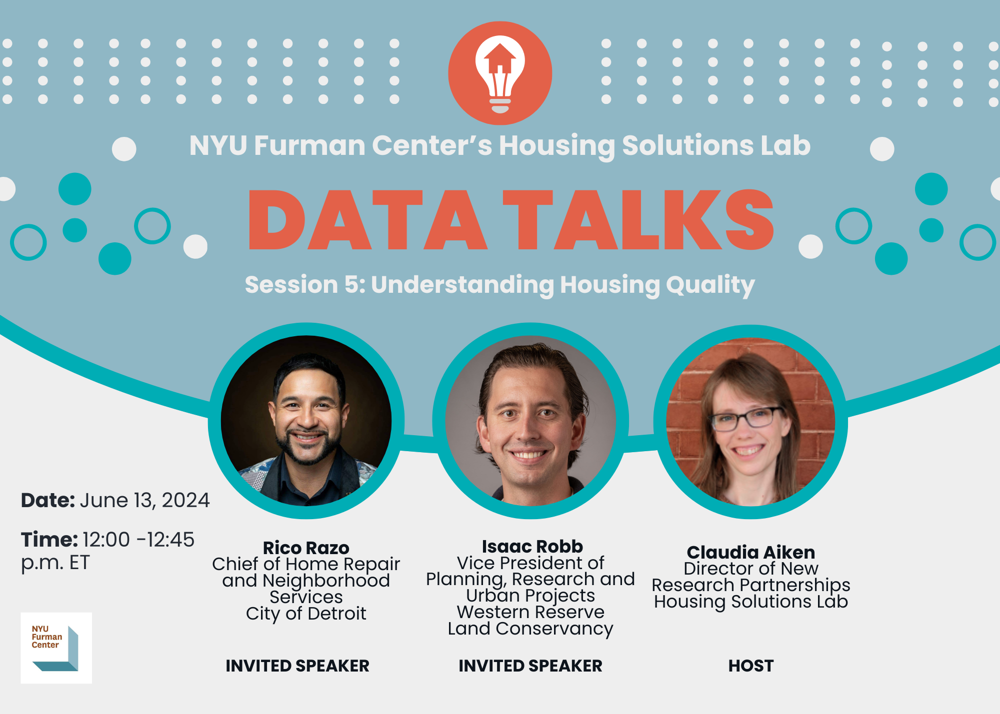 NYU Furman Center’s Housing Solutions Lab
DATA TALKS
Session 5: Understanding Housing Quality
Date: June 13, 2024
Time: 12:00 -12:45
p.m. ET
Rico Razo
Chief of Home Repair
and Neighborhood
Services
City of Detroit
INVITED SPEAKER
Isaac Robb
Vice President of
Planning, Research and
Urban Projects
Western Reserve
Land Conservancy
INVITED SPEAKER
Claudia Aiken
Director of New
Research Partnerships
Housing Solutions Lab
HOST
NYU
Furman
Center